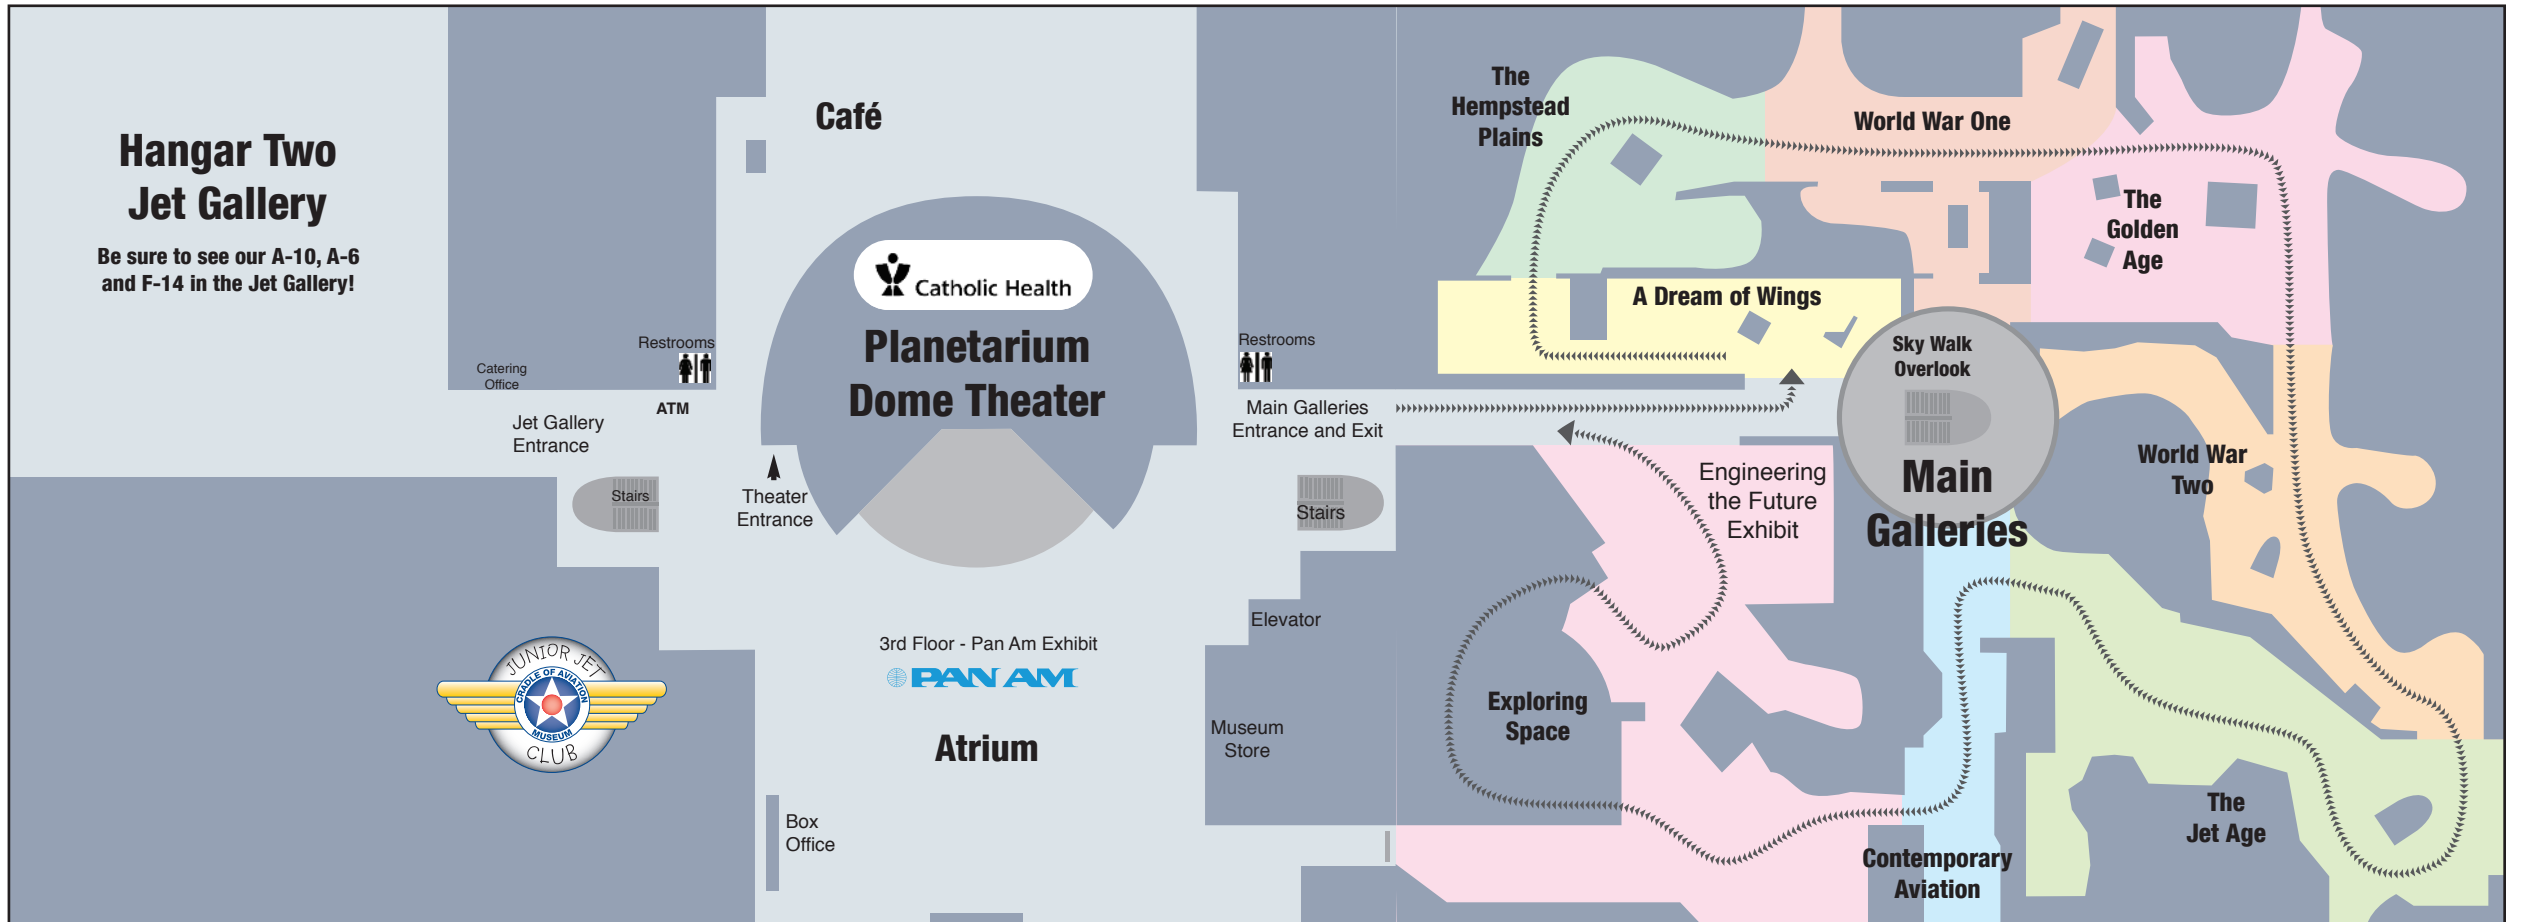 Hangar Two
Jet Gallery
Be sure to see our A-10, A-6
and F-14 in the Jet Gallery!
Café
Catholic Health
Planetarium
Dome Theater
Restrooms
Catering
Office
ATM
Jet Gallery
Entrance
Stairs
Theater
Entrance
Restrooms
Main Galleries
Entrance and Exit
Stairs
Elevator
3rd Floor - Pan Am Exhibit
PAN AM
Atrium
Museum
Store
Box
Office
JUNIOR JET
CRADLE OF AVIATION
MUSEUM
CLUB
The
Hempstead
Plains
World War One
The
Golden
Age
A Dream of Wings
Sky Walk
Overlook
Main
Galleries
World War
Two
Engineering
the Future
Exhibit
Exploring
Space
Contemporary
Aviation
The
Jet Age